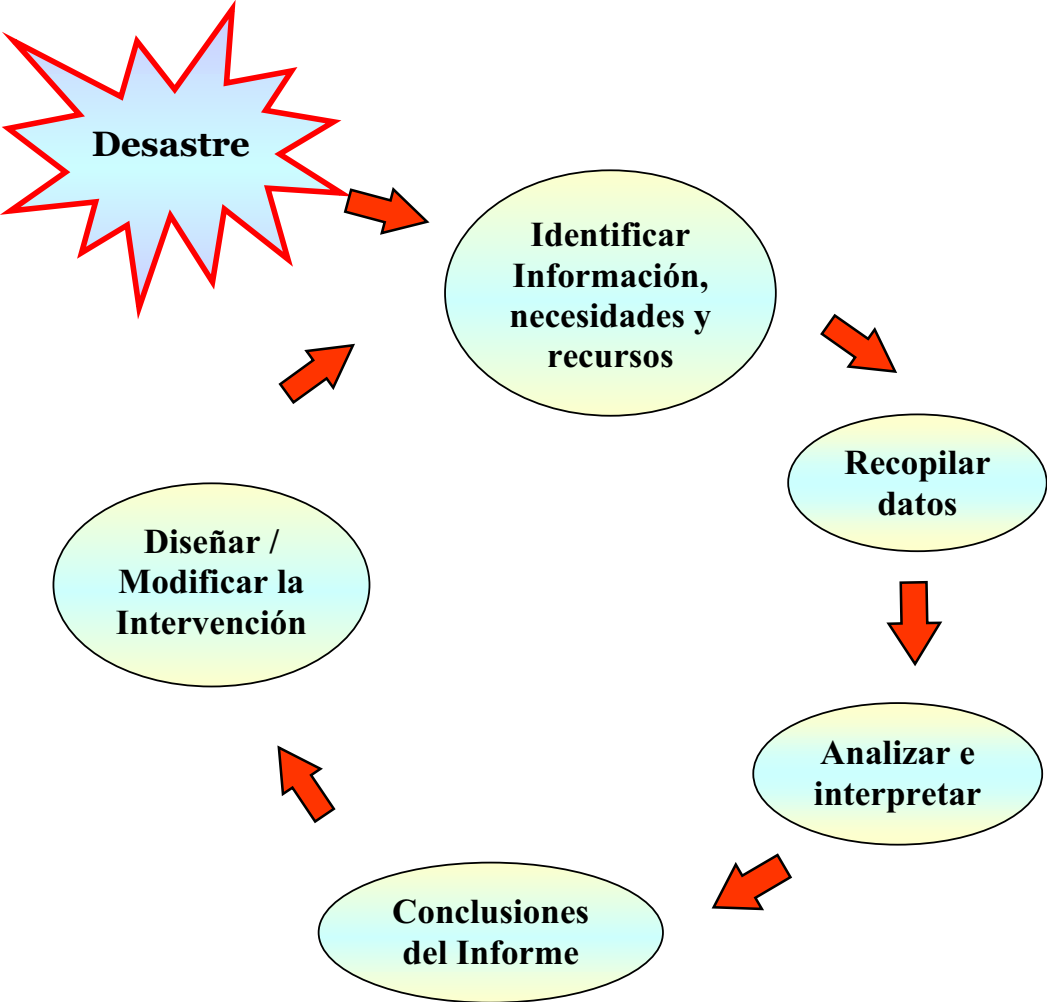 Desastre
Identificar
Información,
necesidades y
recursos
Recopilar
datos
Analizar e
interpretar
Conclusiones
del Informe
Diseñar /
Modificar la
Intervención